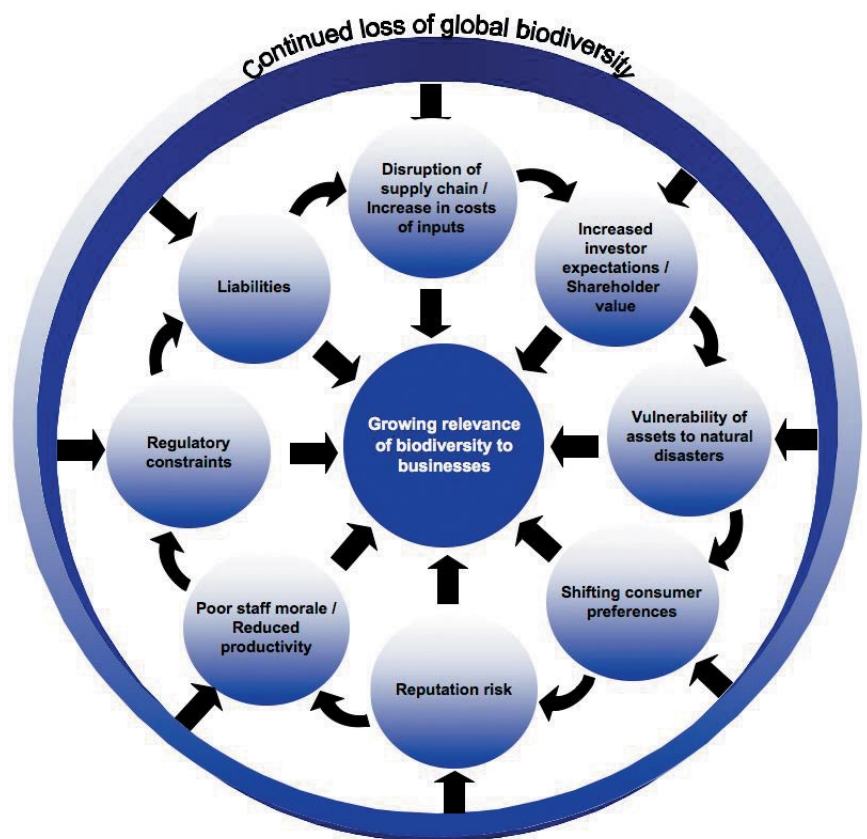 Continued loss of global biodiversity
Disruption of
supply chain /
Increase in costs
of inputs
Increased
investor
expectations /
Shareholder
value
Liabilities
Growing relevance
of biodiversity to
businesses
Vulnerability of
assets to natural
disasters
Regulatory
constraints
Shifting consumer
preferences
Poor staff morale /
Reduced
productivity
Reputation risk